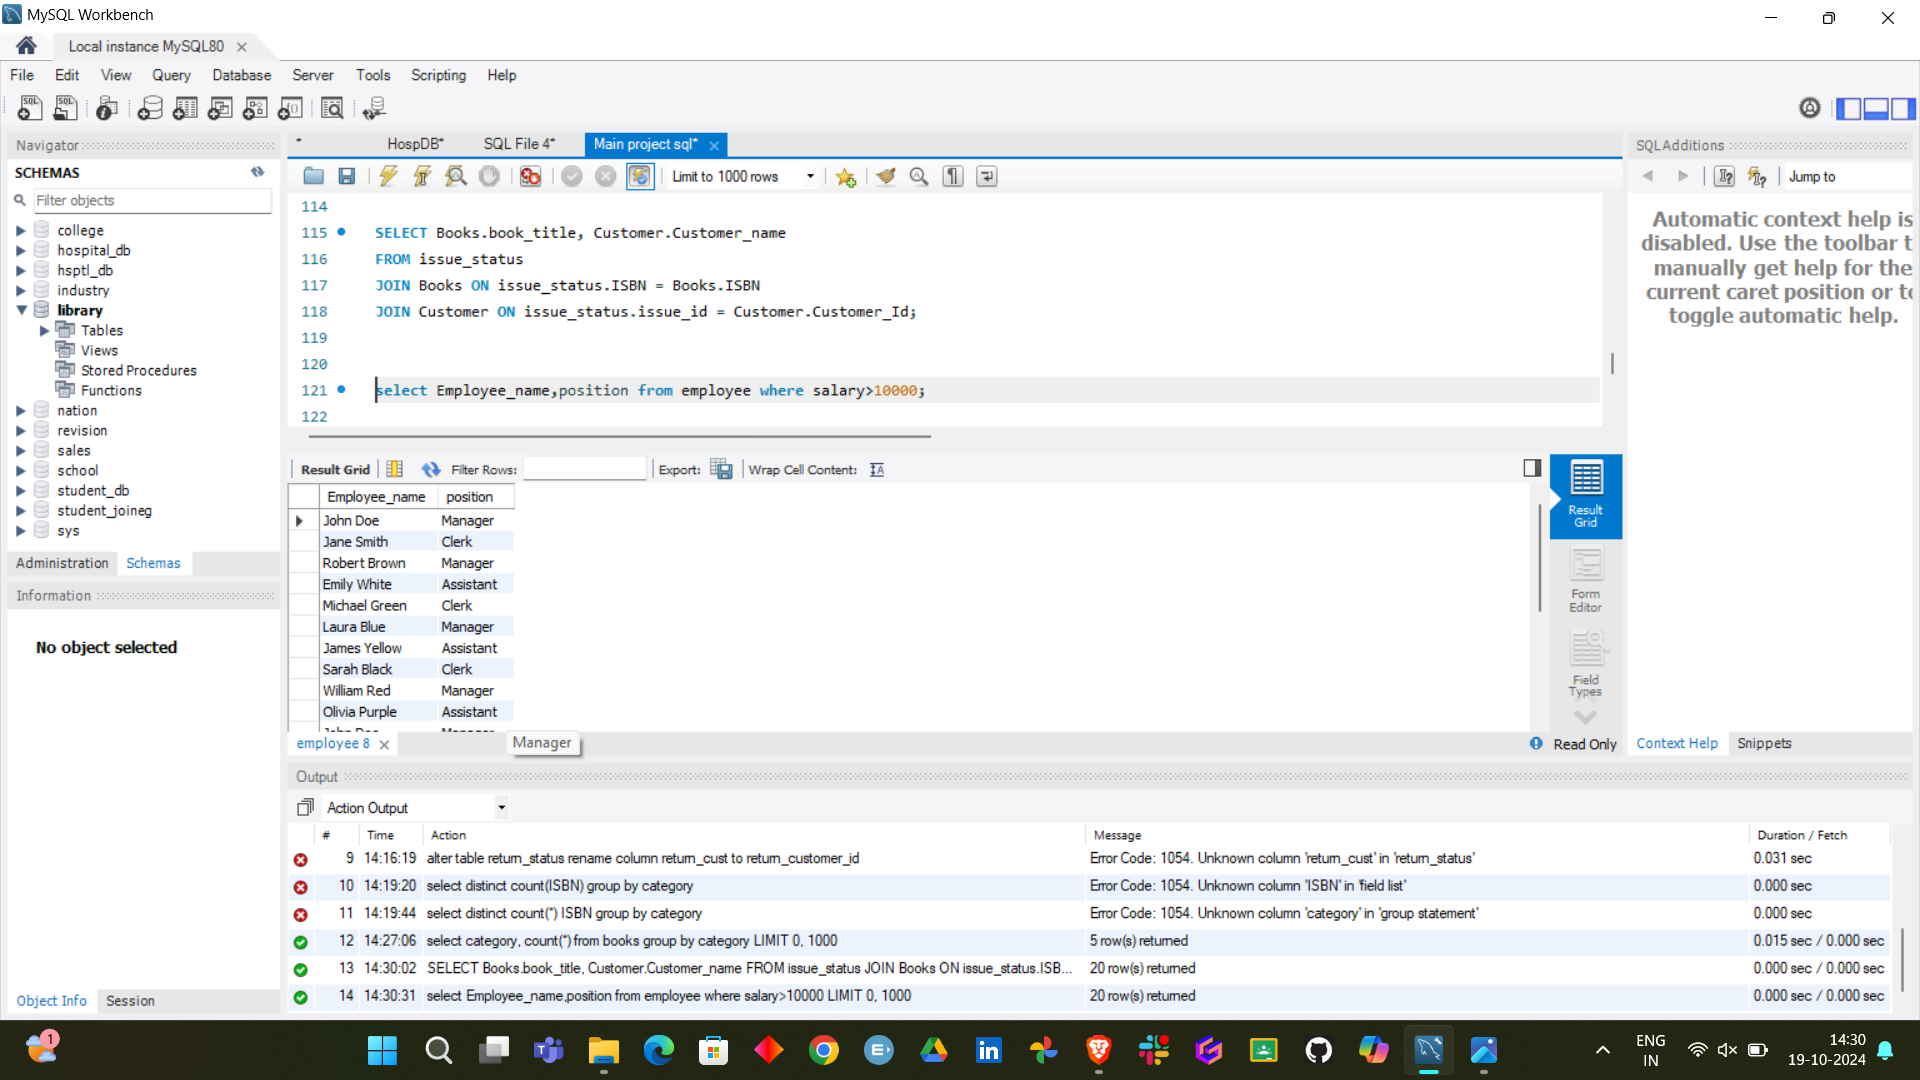 MySQL Workbench
Local instance MySQL80
File Edit View Query Database Server Tools Scripting Help
Navigator
SCHEMAS
Filter objects
college
hospital_db
hsptl_db
industry
library
Tables
Views
Stored Procedures
Functions
nation
revision
sales
school
student_db
student_joineg
sys
Administration Schemas
Information
No object selected
Object Info Session
* HospDB* SQL File 4* Main project sql*
Limit to 1000 rows
114
115 SELECT Books.book_title, Customer.Customer_name
116 FROM issue_status
117 JOIN Books ON issue_status.ISBN = Books.ISBN
118 JOIN Customer ON issue_status.issue_id = Customer.Customer_Id;
119
120
121 select Employee_name,position from employee where salary>10000;
122
Result Grid Filter Rows: Export: Wrap Cell Content:
Employee_name position
John Doe Manager
Jane Smith Clerk
Robert Brown Manager
Emily White Assistant
Michael Green Clerk
Laura Blue Manager
James Yellow Assistant
Sarah Black Clerk
William Red Manager
Olivia Purple Assistant
employee 8
Manager
Result
Grid
Form
Editor
Field
Types
Read Only
SQLAdditions
Jump to
Automatic context help is
disabled. Use the toolbar t
manually get help for the
current caret position or to
toggle automatic help.
Context Help Snippets
Output
Action Output
# Time Action Message Duration / Fetch
9 14:16:19 alter table return_status rename column return_cust to return_customer_id Error Code: 1054. Unknown column 'return_cust' in 'return_status' 0.031 sec
10 14:19:20 select distinct count(ISBN) group by category Error Code: 1054. Unknown column 'ISBN' in 'field list' 0.000 sec
11 14:19:44 select distinct count(*) ISBN group by category Error Code: 1054. Unknown column 'category' in 'group statement' 0.000 sec
12 14:27:06 select category, count(*) from books group by category LIMIT 0, 1000 5 row(s) returned 0.015 sec / 0.000 sec
13 14:30:02 SELECT Books.book_title, Customer.Customer_name FROM issue_status JOIN Books ON issue_status.ISB... 20 row(s) returned 0.000 sec / 0.000 sec
14 14:30:31 select Employee_name,position from employee where salary>10000 LIMIT 0, 1000 20 row(s) returned 0.000 sec / 0.000 sec
1
ENG
IN
14:30
19-10-2024